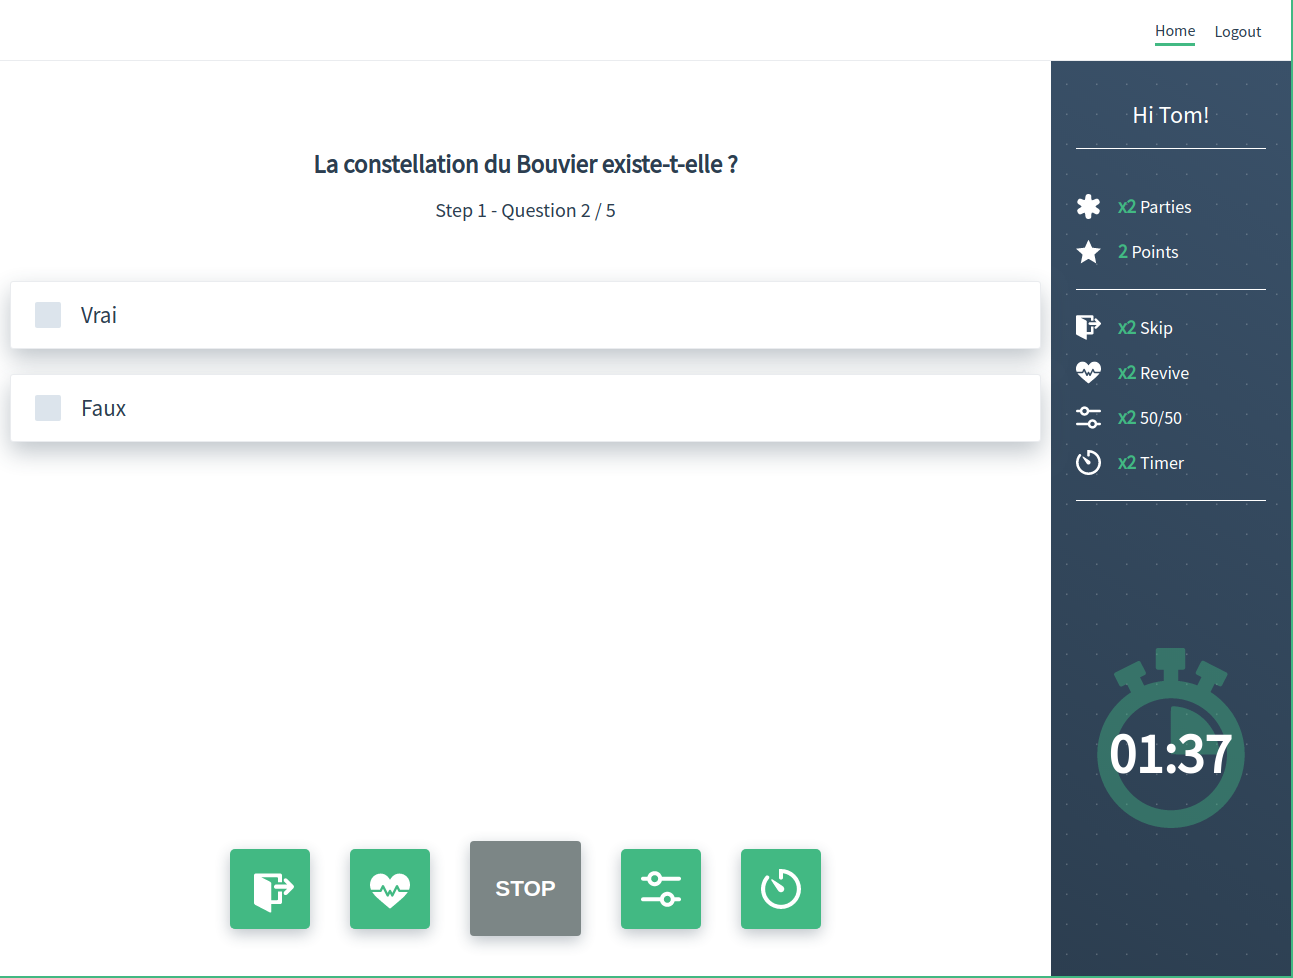 Home Logout
Hi Tom!
La constellation du Bouvier existe-t-elle ?
Step 1 - Question 2 / 5
Vrai
Faux
x2 Parties
2 Points
x2 Skip
x2 Revive
x2 50/50
x2 Timer
01:37
STOP